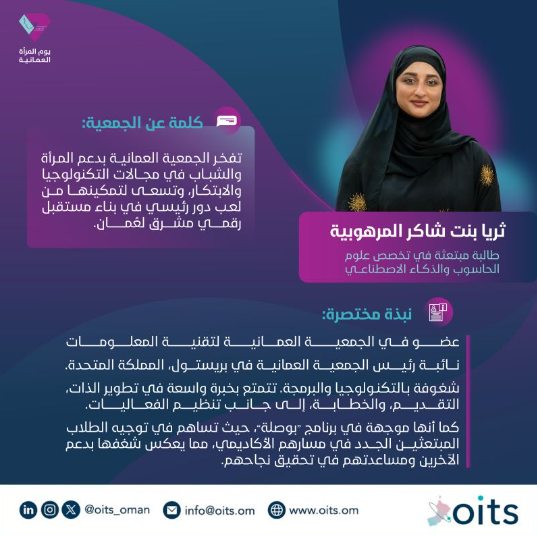 يوم المرأة
العمانية
كلمة عن الجمعية:
تفخر الجمعية العمانية بدعم المرأة
والشباب في مجالات التكنولوجيا
والابتكار، وتسعى لتمكينها من
لعب دور رئيسي في بناء مستقبل
رقمي مشرق لعُمان.
ثريا بنت شاكر المرهوبية
طالبة مبتعثة في تخصص علوم
الحاسوب والذكاء الاصطناعي
نبذة مختصرة:
عضو في الجمعية العمانية لتقنية المعلومات
نائبة رئيس الجمعية العمانية في بريستول، المملكة المتحدة.
شغوفة بالتكنولوجيا والبرمجة. تتمتع بخبرة واسعة في تطوير الذات،
التقديم، والخطابة، إلى جانب تنظيم الفعاليات.
كما أنها موجهة في برنامج "بوصلة"، حيث تساهم في توجيه الطلاب
المبتعثين الجدد في مسارهم الأكاديمي، مما يعكس شغفها بدعم
الآخرين ومساعدتهم في تحقيق نجاحهم.
@oits_oman info@oits.om www.oits.om oits